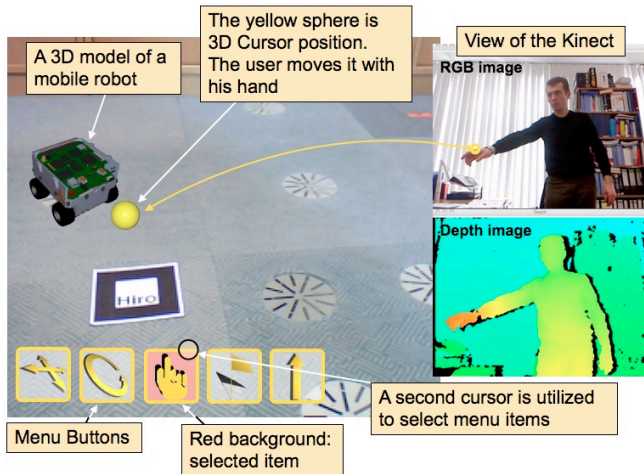 The yellow sphere is
3D Cursor position.
The user moves it with
his hand
A 3D model of a
mobile robot
View of the Kinect
RGB image
Depth
Depth image
Hiro
A second cursor is utilized
to select menu items
Menu Buttons
Red background:
selected item